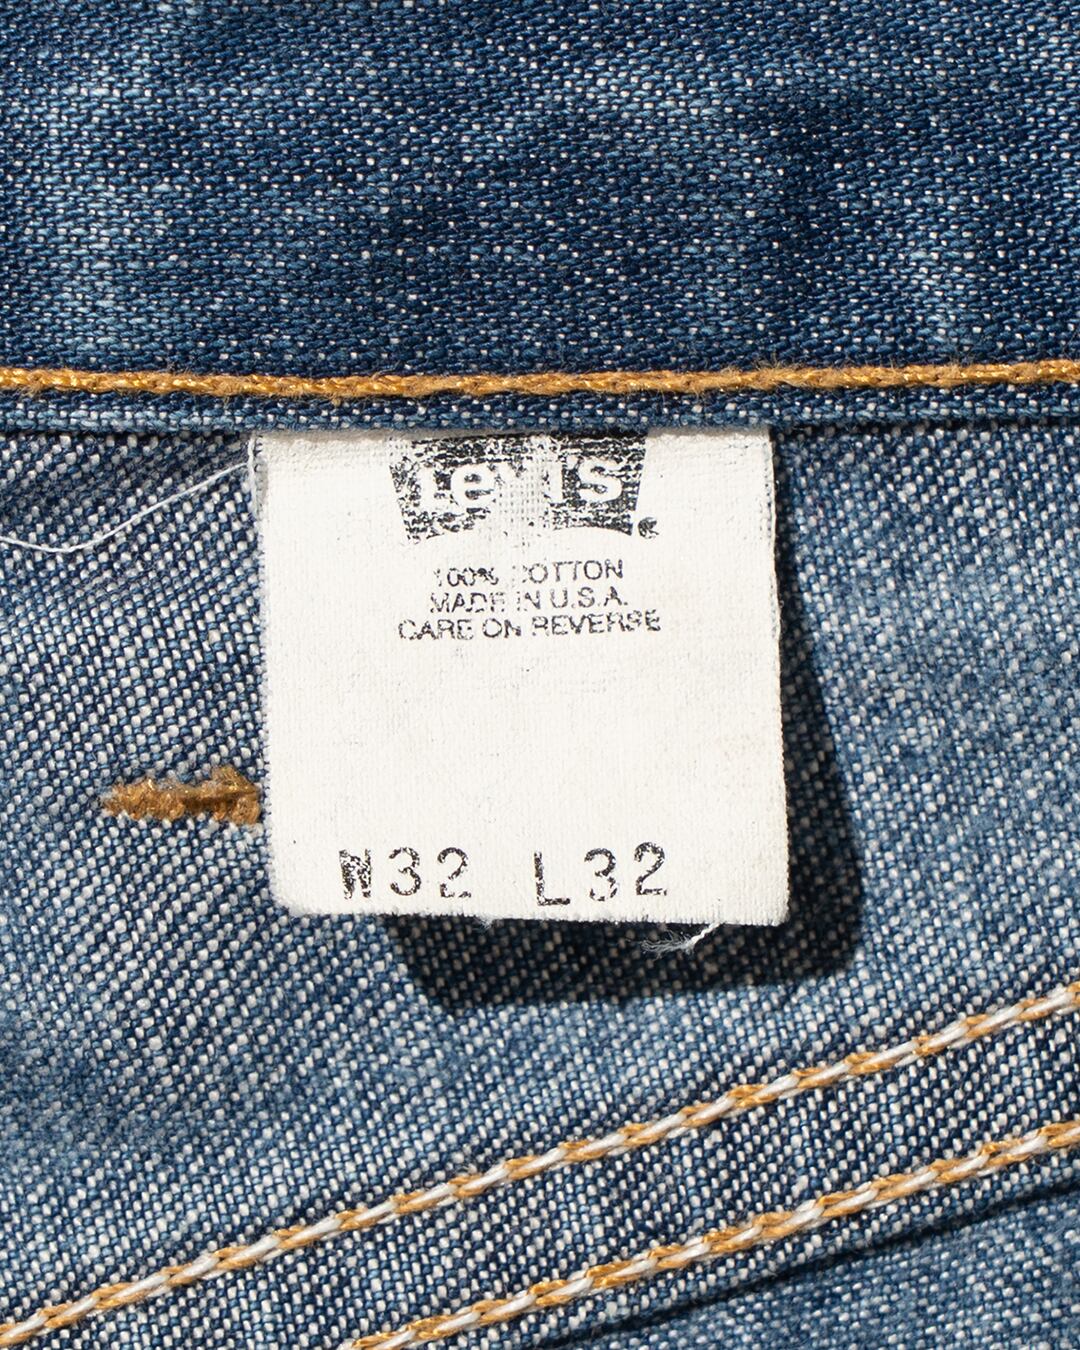 Levi's
100% COTTON
MADE IN U.S.A.
CARE ON REVERSE
W32 L32